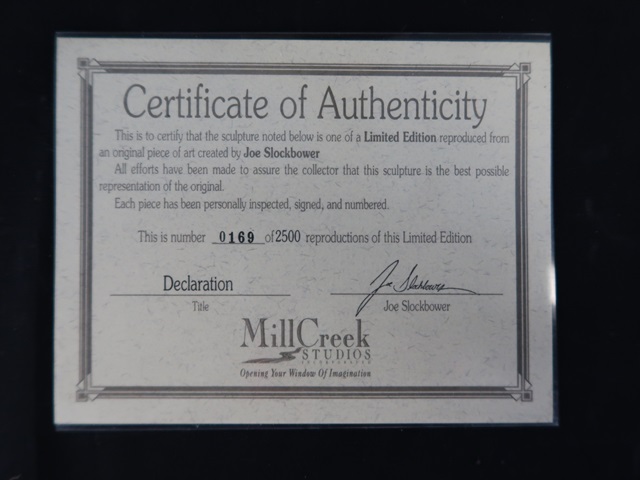 Certificate of Authenticity
This is to certify that the sculpture noted below is one of a Limited Edition reproduced from
an original piece of art created by Joe Slockbower
All efforts have been made to assure the collector that this sculpture is the best possible
representation of the original.
Each piece has been personally inspected, signed, and numbered.
This is number 0169 of 2500 reproductions of this Limited Edition
Declaration
Joe Slockbower
Title
Joe Slockbower
MillCreek
STUDIOS
INCORPORATED
Opening Your Window Of Imagination